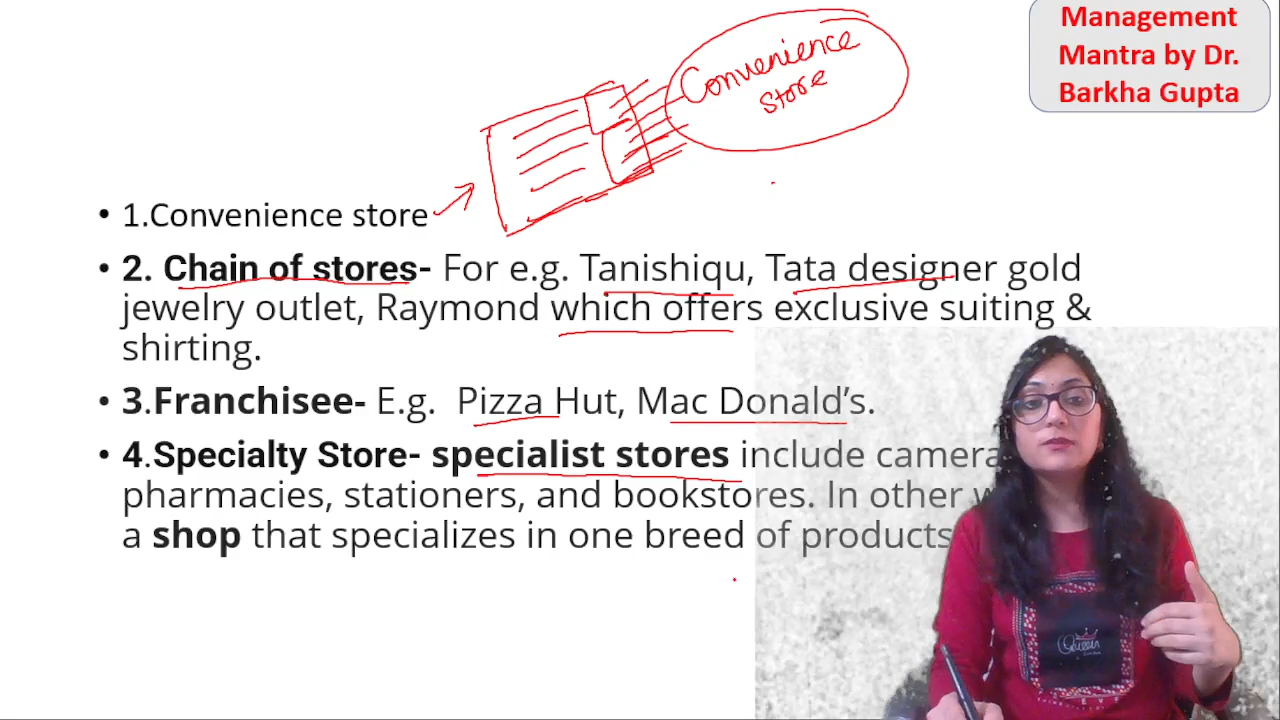 Management
Mantra by Dr.
Barkha Gupta
Convenience
Store
• 1.Convenience store
• 2. Chain of stores- For e.g. Tanishiqu, Tata designer gold
jewelry outlet, Raymond which offers exclusive suiting &
shirting.
• 3.Franchisee- E.g. Pizza Hut, Mac Donald's.
• 4.Specialty Store- specialist stores include camera
pharmacies, stationers, and bookstores. In other
a shop that specializes in one breed of products
Queen